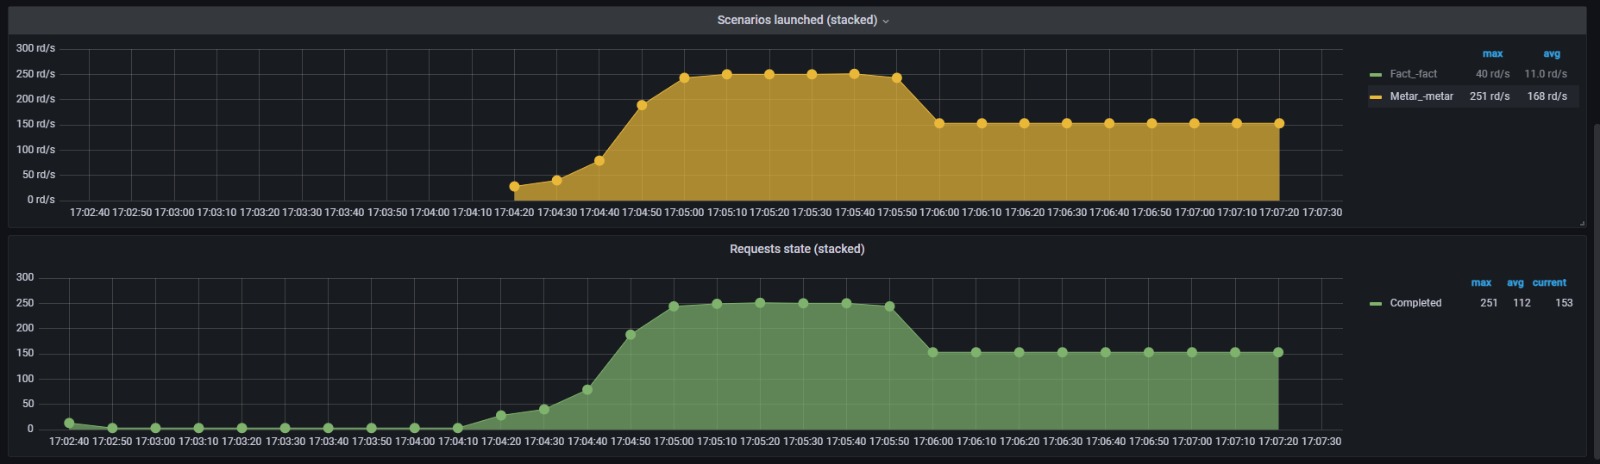 Scenarios launched (stacked)
300 rd/s
250 rd/s
200 rd/s
150 rd/s
100 rd/s
50 rd/s
0 rd/s
17:02:40 17:02:50 17:03:00 17:03:10 17:03:20 17:03:30 17:03:40 17:03:50 17:04:00 17:04:10 17:04:20 17:04:30 17:04:40 17:04:50 17:05:00 17:05:10 17:05:20 17:05:30 17:05:40 17:05:50 17:06:00 17:06:10 17:06:20 17:06:30 17:06:40 17:06:50 17:07:00 17:07:10 17:07:20 17:07:30
max avg
Fact_-fact 40 rd/s 11.0 rd/s
Metar_-metar 251 rd/s 168 rd/s
Requests state (stacked)
300
250
200
150
100
50
0
17:02:40 17:02:50 17:03:00 17:03:10 17:03:20 17:03:30 17:03:40 17:03:50 17:04:00 17:04:10 17:04:20 17:04:30 17:04:40 17:04:50 17:05:00 17:05:10 17:05:20 17:05:30 17:05:40 17:05:50 17:06:00 17:06:10 17:06:20 17:06:30 17:06:40 17:06:50 17:07:00 17:07:10 17:07:20 17:07:30
max avg current
Completed 251 112 153